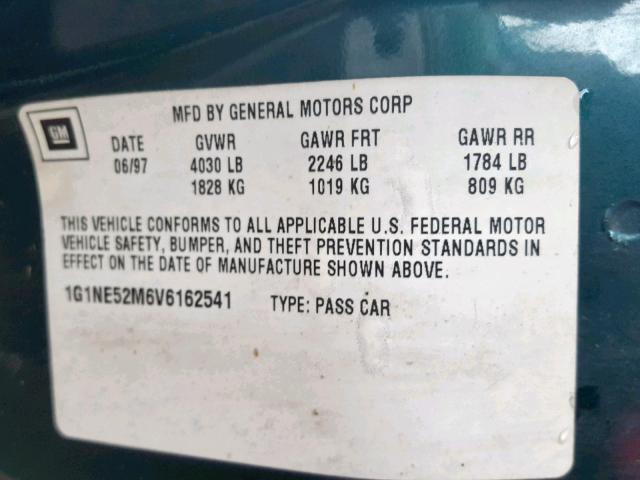 GM
MFD BY GENERAL MOTORS CORP
DATE GVWR GAWR FRT GAWR RR
06/97 4030 LB 2246 LB 1784 LB
1828 KG 1019 KG 809 KG
THIS VEHICLE CONFORMS TO ALL APPLICABLE U.S. FEDERAL MOTOR
VEHICLE SAFETY, BUMPER, AND THEFT PREVENTION STANDARDS IN
EFFECT ON THE DATE OF MANUFACTURE SHOWN ABOVE.
1G1NE52M6V6162541 TYPE: PASS CAR